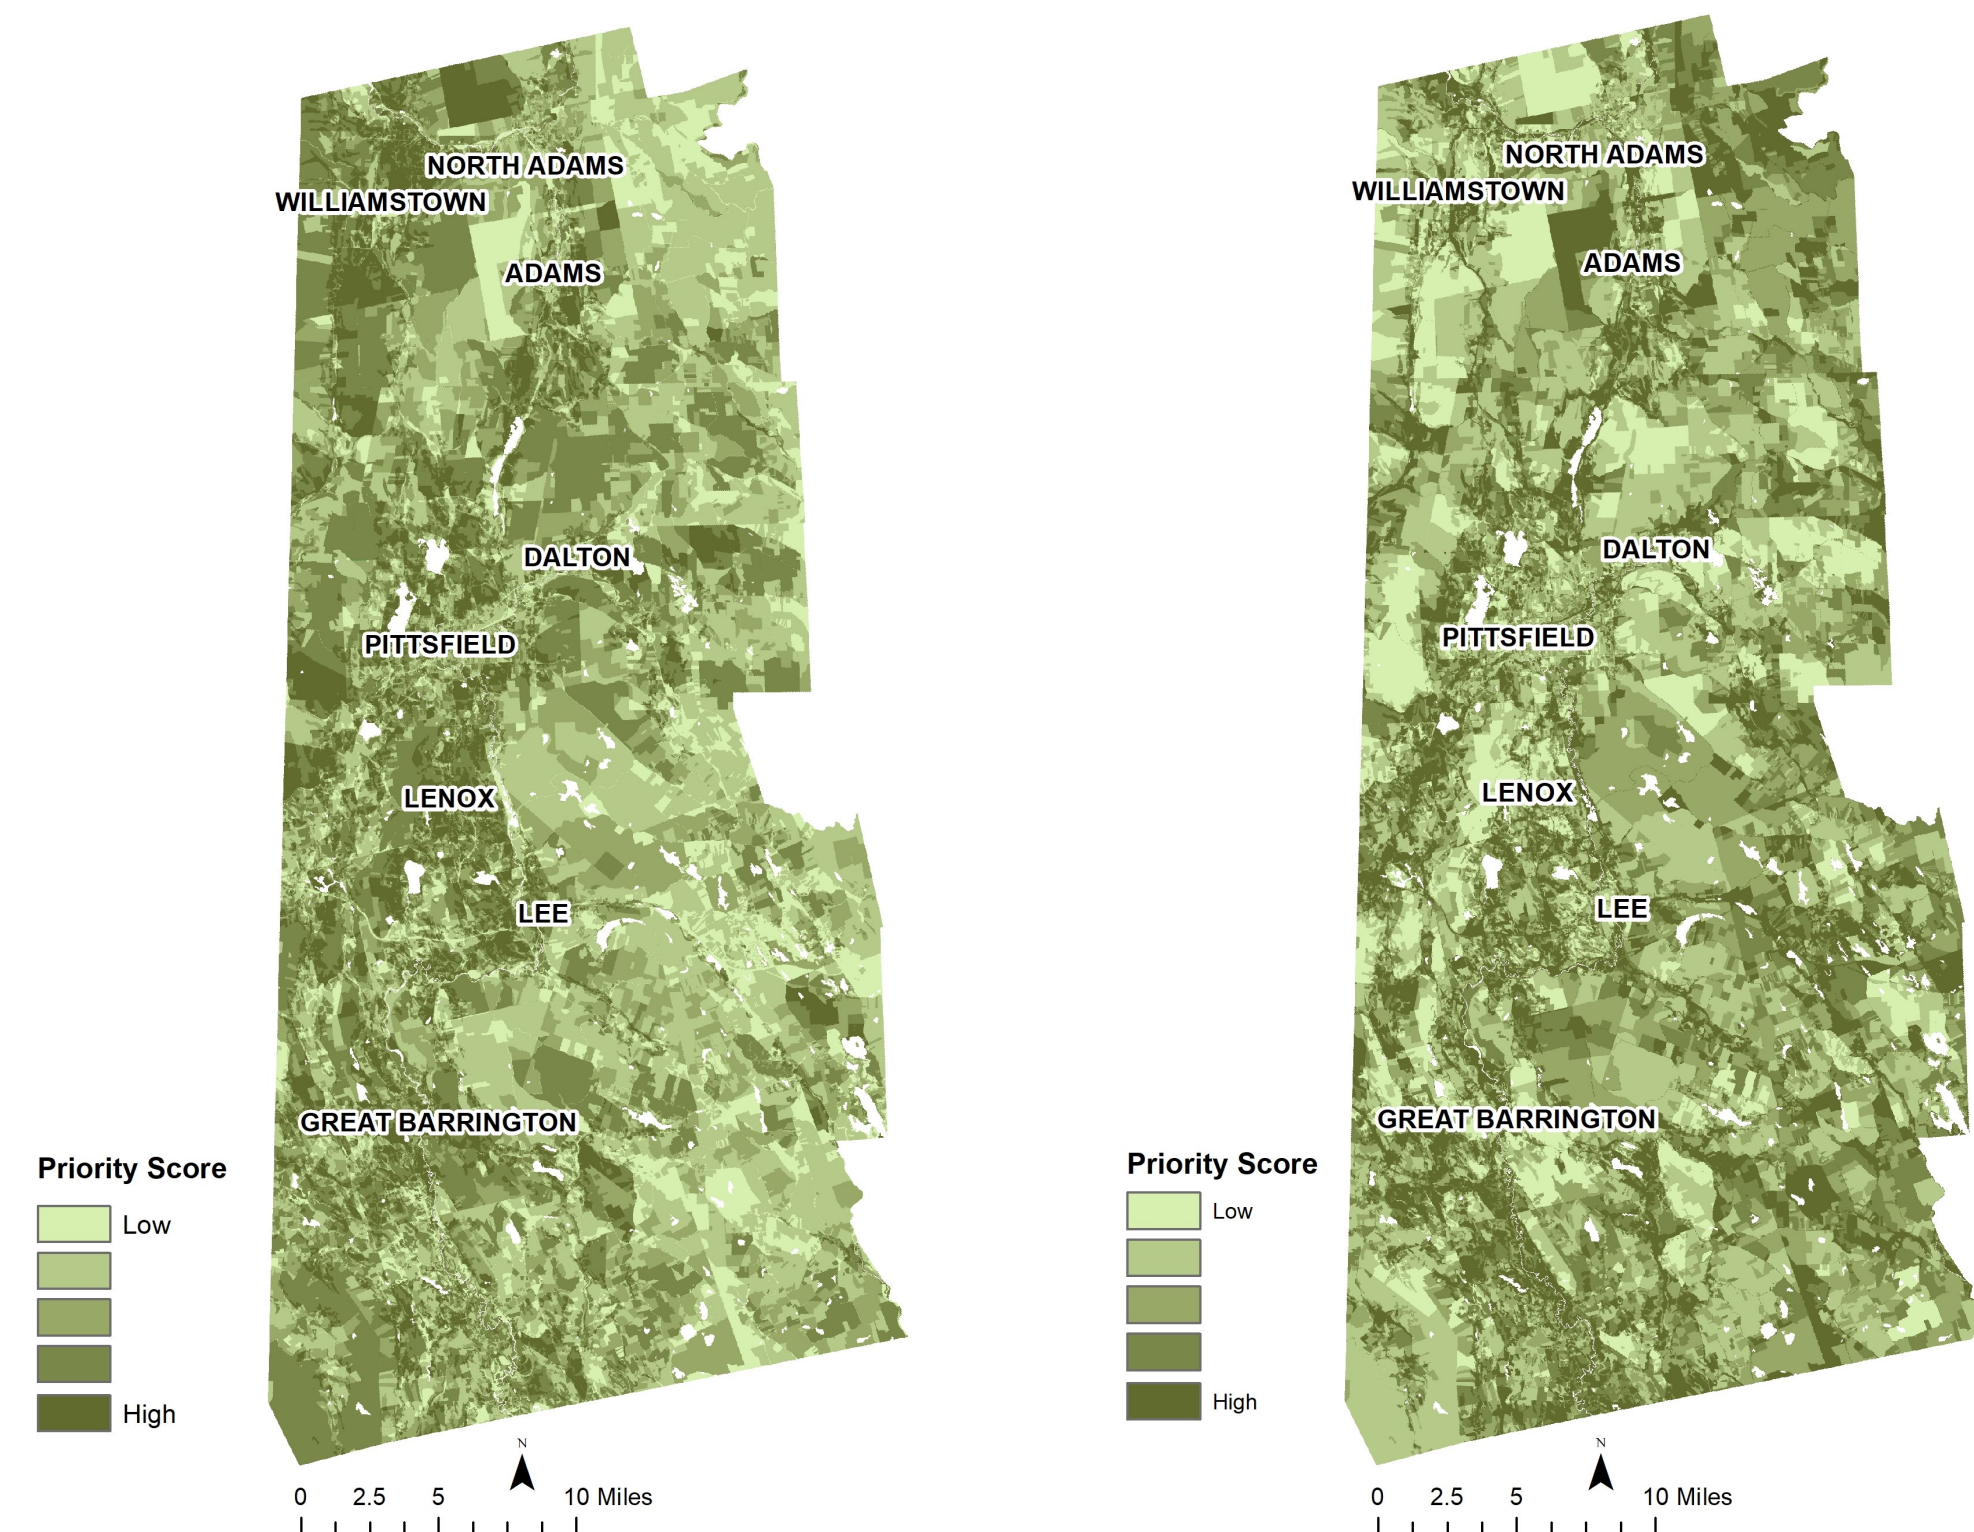 NORTH ADAMS
WILLIAMSTOWN
ADAMS
DALTON
PITTSFIELD
LENOX
LEE
GREAT BARRINGTON
Priority Score
Low
High
N
0 2.5 5 10 Miles
NORTH ADAMS
WILLIAMSTOWN
ADAMS
DALTON
PITTSFIELD
LENOX
LEE
GREAT BARRINGTON
Priority Score
Low
High
N
0 2.5 5 10 Miles